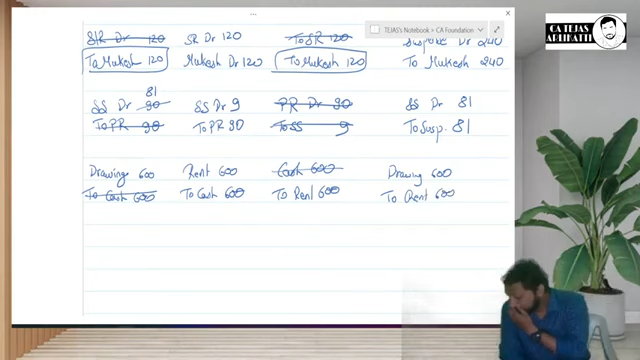 TEJAS's Notebook > CA Foundation
CA TEJAS
SR Dr 120 SR Dr 120 To SR 120 Suspense Dr 240
To Mukesh 120 Mukesh Dr 120 To Mukesh 120 To Mukesh 240
81
SS Dr 90 SS Dr 9 PR Dr 90 SS Dr 81
To PR 90 To PR 90 To SS 9 To Susp. 81
Drawings 600 Rent 600 Cash 600 Drawing 600
To Cash 600 To Cash 600 To Rent 600 To Rent 600